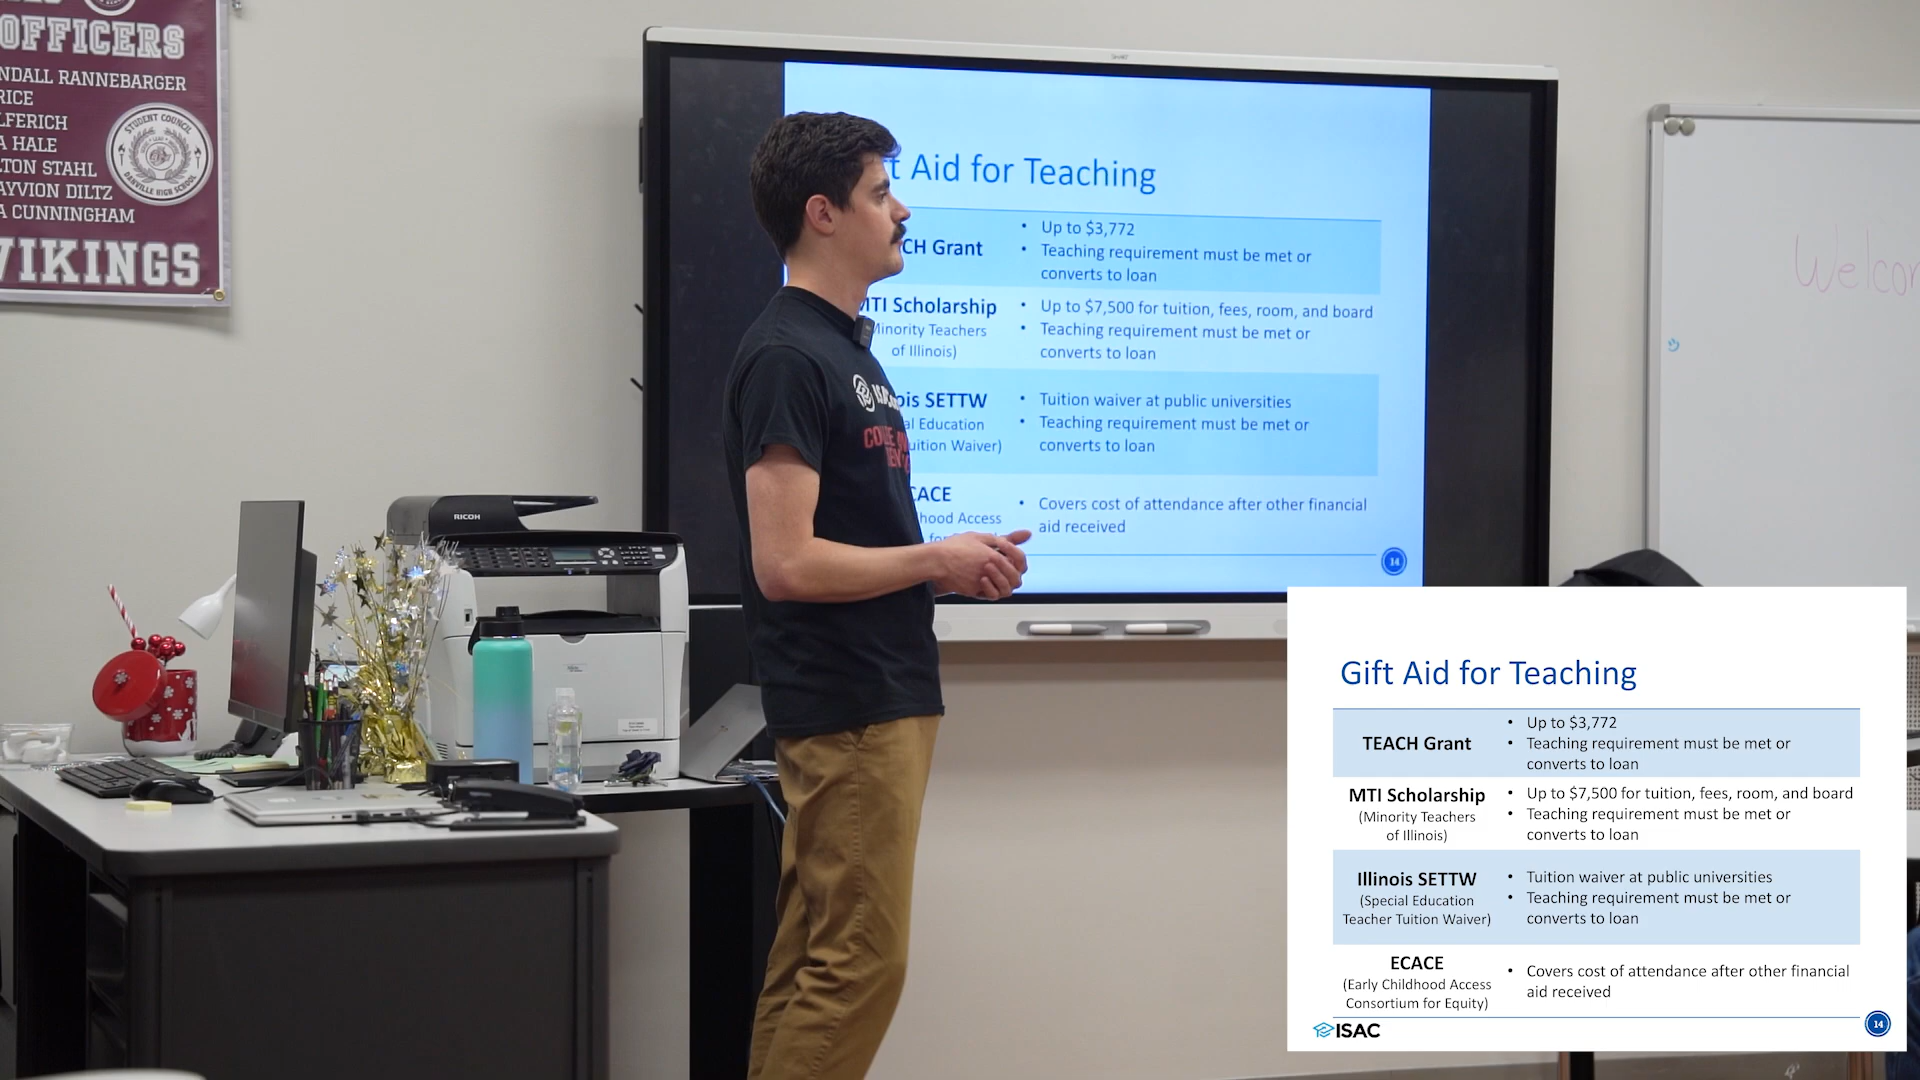 OFFICERS
NDALL RANNEBARGER
RICE
LFERICH
A HALE
LTON STAHL
AYVION DILTZ
A CUNNINGHAM
VIKINGS
STUDENT COUNCIL
DANVILLE HIGH SCHOOL
ft Aid for Teaching
CH Grant
• Up to $3,772
• Teaching requirement must be met or
converts to loan
MTI Scholarship
Minority Teachers
of Illinois)
• Up to $7,500 for tuition, fees, room, and board
• Teaching requirement must be met or
converts to loan
ois SETTW
al Education
uition Waiver)
• Tuition waiver at public universities
• Teaching requirement must be met or
converts to loan
CACE
hood Access
for
• Covers cost of attendance after other financial
aid received
14
Welco
RICOH
Gift Aid for Teaching
TEACH Grant
• Up to $3,772
• Teaching requirement must be met or
converts to loan
MTI Scholarship
(Minority Teachers
of Illinois)
• Up to $7,500 for tuition, fees, room, and board
• Teaching requirement must be met or
converts to loan
Illinois SETTW
(Special Education
Teacher Tuition Waiver)
• Tuition waiver at public universities
• Teaching requirement must be met or
converts to loan
ECACE
(Early Childhood Access
Consortium for Equity)
• Covers cost of attendance after other financial
aid received
ISAC
14